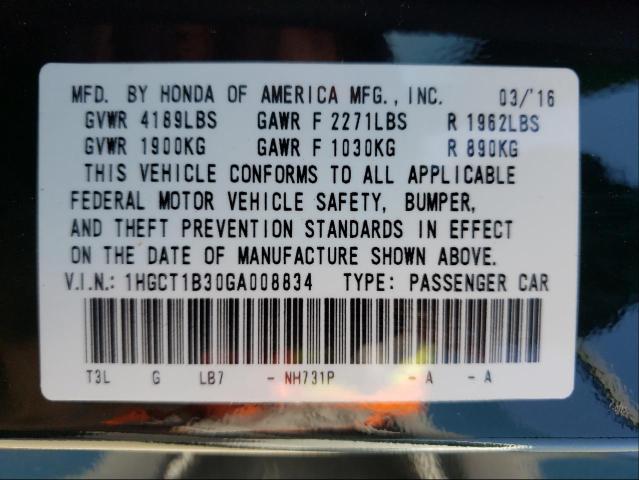 MFD. BY HONDA OF AMERICA MFG., INC. 03/'16
GVWR 4189LBS GAWR F 2271LBS R 1962LBS
GVWR 1900KG GAWR F 1030KG R 890KG
THIS VEHICLE CONFORMS TO ALL APPLICABLE
FEDERAL MOTOR VEHICLE SAFETY, BUMPER,
AND THEFT PREVENTION STANDARDS IN EFFECT
ON THE DATE OF MANUFACTURE SHOWN ABOVE.
V.I.N.: 1HGCT1B30GA008834 TYPE: PASSENGER CAR
T3L G LB7 - NH731P - A - A